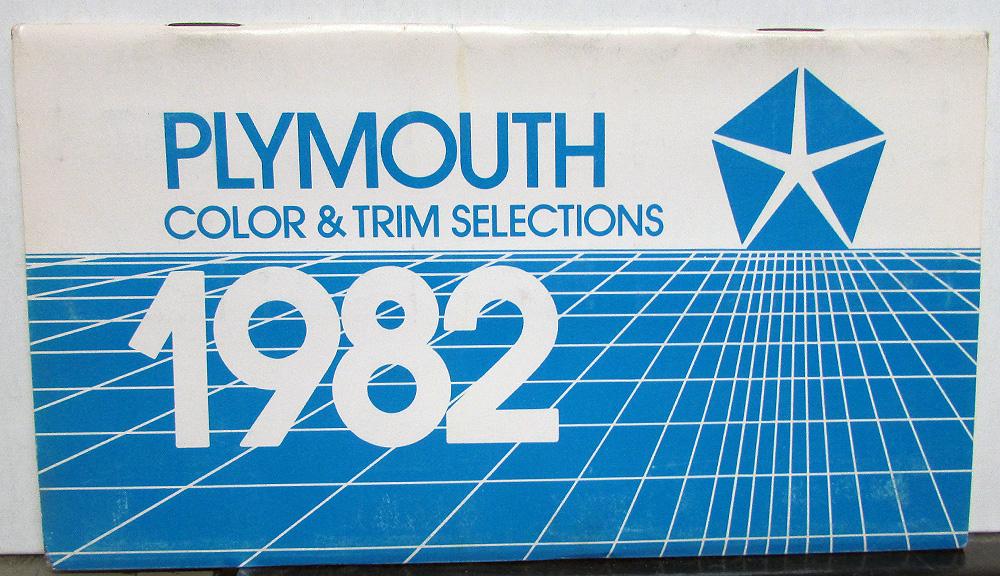 PLYMOUTH
COLOR & TRIM SELECTIONS
1982